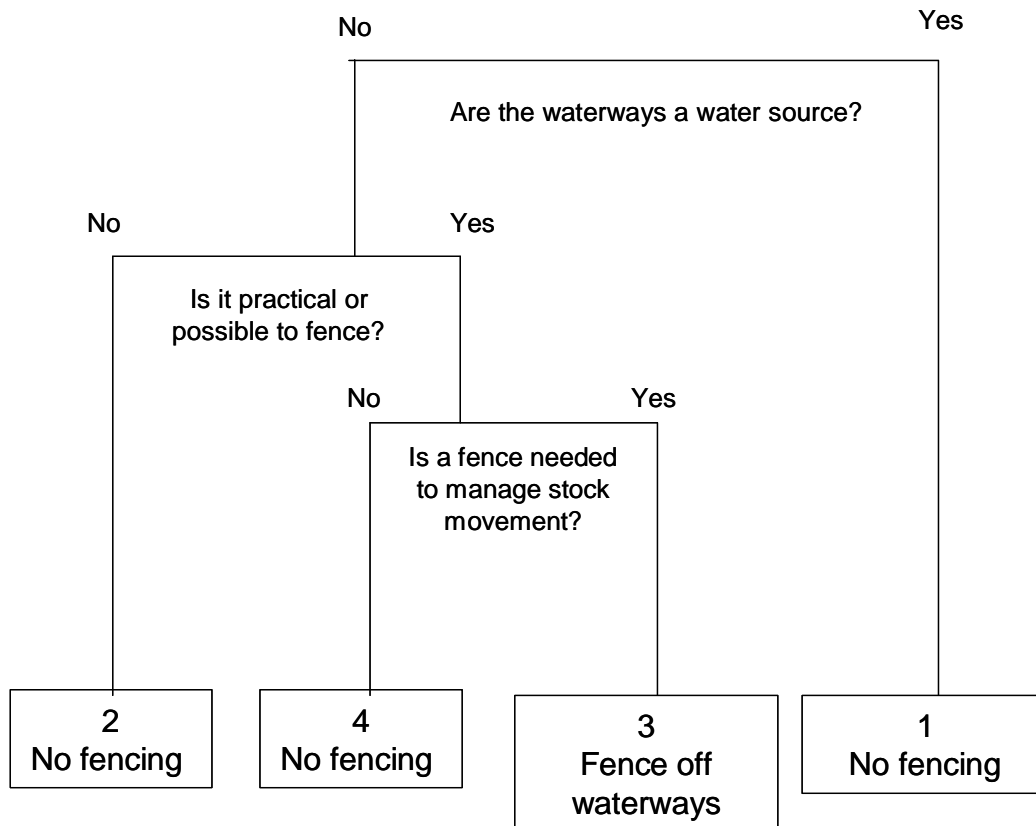 No
Yes
Are the waterways a water source?
No
Yes
Is it practical or
possible to fence?
No
Yes
Is a fence needed
to manage stock
movement?
2
No fencing
4
No fencing
3
Fence off
waterways
1
No fencing